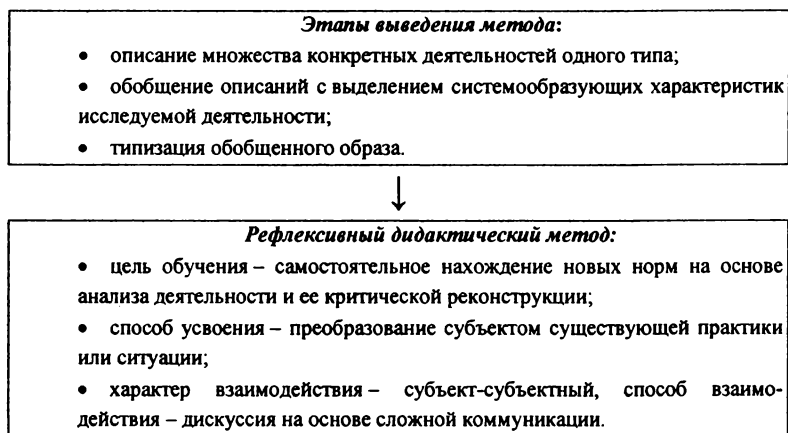 Этапы выведения метода:
• описание множества конкретных деятельностей одного типа;
• обобщение описаний с выделением системообразующих характеристик
исследуемой деятельности;
• типизация обобщенного образа.
↓
Рефлексивный дидактический метод:
• цель обучения – самостоятельное нахождение новых норм на основе
анализа деятельности и ее критической реконструкции;
• способ усвоения – преобразование субъектом существующей практики
или ситуации;
• характер взаимодействия – субъект-субъектный, способ взаимо-
действия – дискуссия на основе сложной коммуникации.